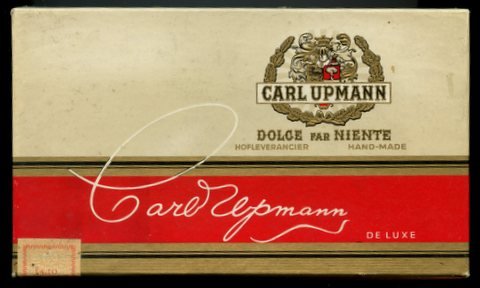 CARL UPMANN
DOLCE FAR NIENTE
HOFLEVERANCIER HAND-MADE
Carl Upmann
DE LUXE